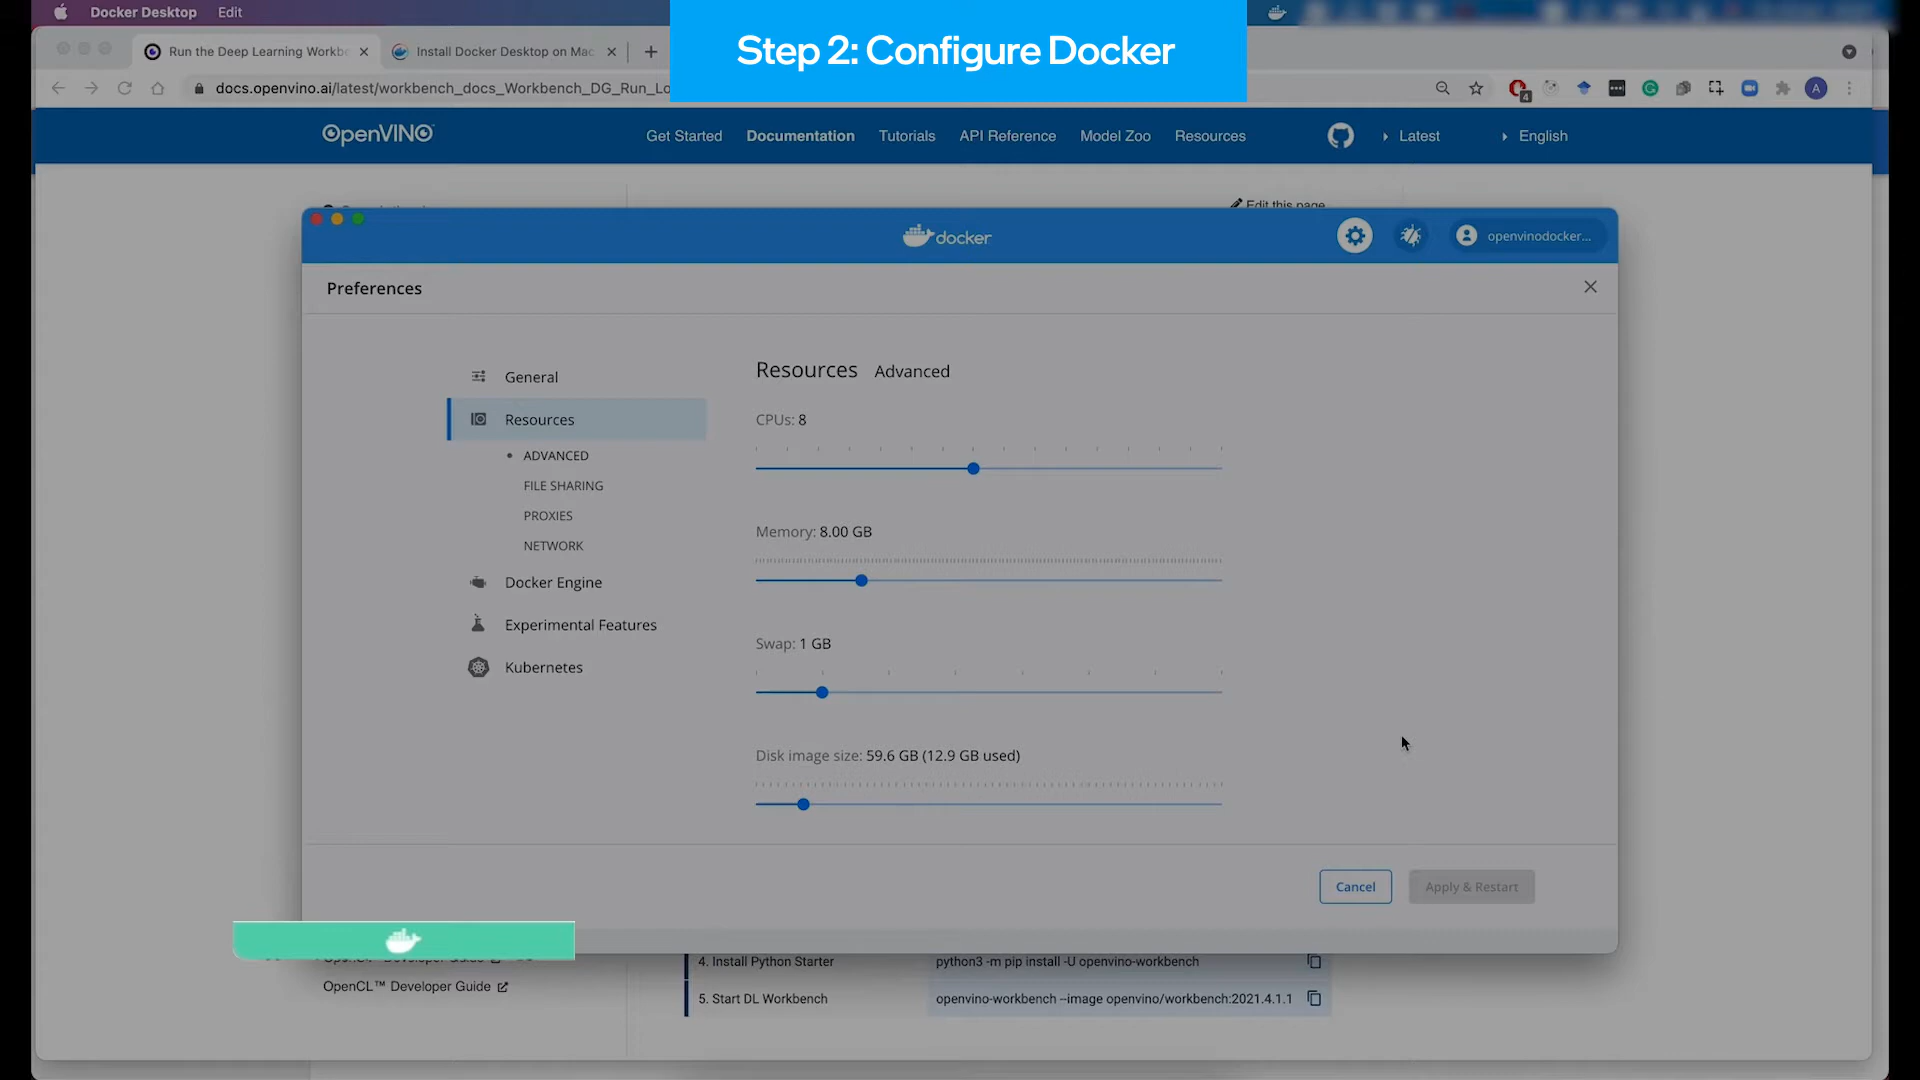 Docker Desktop Edit
Step 2: Configure Docker
Run the Deep Learning Workb
Install Docker Desktop on Mac
docs.openvino.ai/latest/workbench_docs_Workbench_DG_Run_Lo
4
A
OpenVINO
Get Started Documentation Tutorials API Reference Model Zoo Resources Latest English
Edit this page
docker
openvinodocker...
Preferences
General
Resources
ADVANCED
FILE SHARING
PROXIES
NETWORK
Docker Engine
Experimental Features
Kubernetes
Resources Advanced
CPUs: 8
Memory: 8.00 GB
Swap: 1 GB
Disk image size: 59.6 GB (12.9 GB used)
Cancel Apply & Restart
OpenCL™ Developer Guide
4. Install Python Starter python3 -m pip install -U openvino-workbench
5. Start DL Workbench openvino-workbench --image openvino/workbench:2021.4.1.1